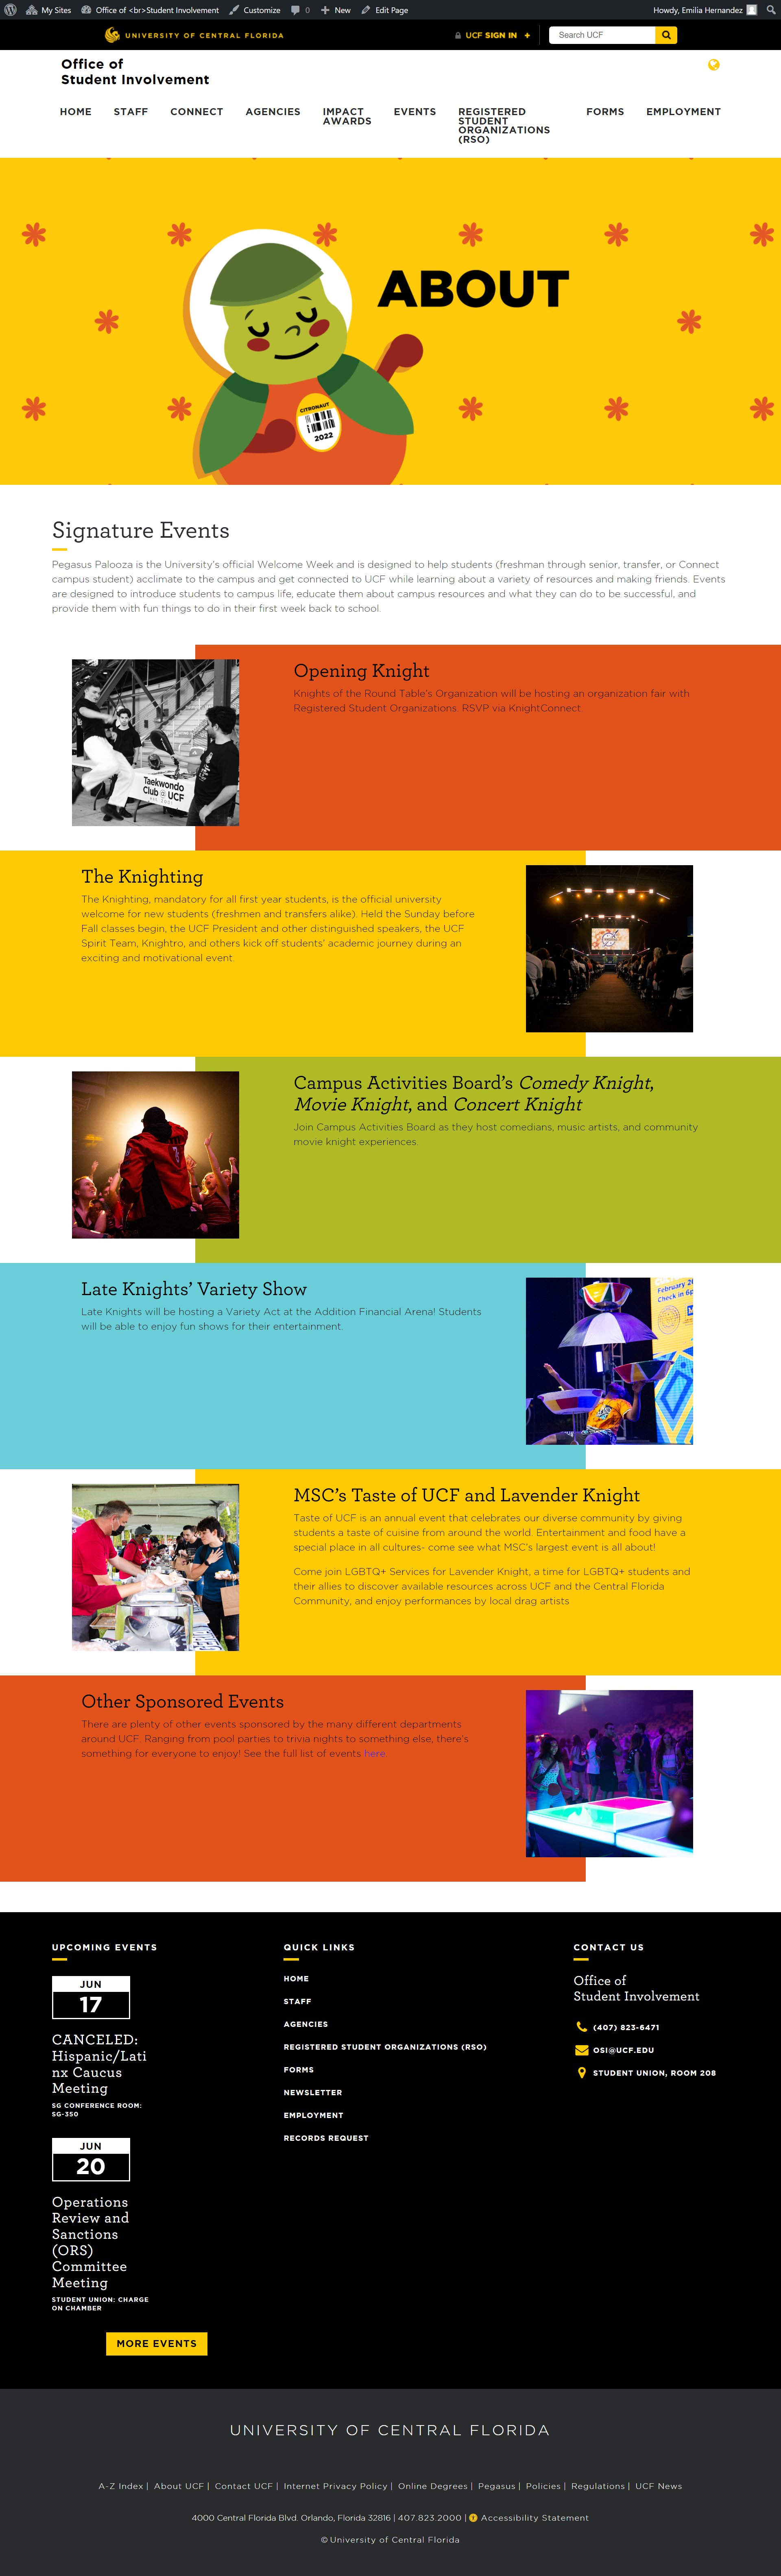 My Sites Office of <br>Student Involvement Customize 0 New Edit Page Howdy, Emilia Hernandez
UNIVERSITY OF CENTRAL FLORIDA UCF SIGN IN + Search UCF
Office of
Student Involvement
HOME STAFF CONNECT AGENCIES IMPACT AWARDS EVENTS REGISTERED STUDENT ORGANIZATIONS (RSO) FORMS EMPLOYMENT
ABOUT
CITRONAUT
2022
Signature Events
Pegasus Palooza is the University's official Welcome Week and is designed to help students (freshman through senior, transfer, or Connect
campus student) acclimate to the campus and get connected to UCF while learning about a variety of resources and making friends. Events
are designed to introduce students to campus life, educate them about campus resources and what they can do to be successful, and
provide them with fun things to do in their first week back to school.
Opening Knight
Knights of the Round Table's Organization will be hosting an organization fair with
Registered Student Organizations. RSVP via KnightConnect.
Taekwondo
Club @ UCF
The Knighting
The Knighting, mandatory for all first year students, is the official university
welcome for new students (freshmen and transfers alike). Held the Sunday before
Fall classes begin, the UCF President and other distinguished speakers, the UCF
Spirit Team, Knightro, and others kick off students' academic journey during an
exciting and motivational event.
Campus Activities Board's Comedy Knight,
Movie Knight, and Concert Knight
Join Campus Activities Board as they host comedians, music artists, and community
movie knight experiences.
Late Knights' Variety Show
Late Knights will be hosting a Variety Act at the Addition Financial Arena! Students
will be able to enjoy fun shows for their entertainment.
February 2
Check in 6p
MSC's Taste of UCF and Lavender Knight
Taste of UCF is an annual event that celebrates our diverse community by giving
students a taste of cuisine from around the world. Entertainment and food have a
special place in all cultures- come see what MSC's largest event is all about!
Come join LGBTQ+ Services for Lavender Knight, a time for LGBTQ+ students and
their allies to discover available resources across UCF and the Central Florida
Community, and enjoy performances by local drag artists
Other Sponsored Events
There are plenty of other events sponsored by the many different departments
around UCF. Ranging from pool parties to trivia nights to something else, there's
something for everyone to enjoy! See the full list of events here.
UPCOMING EVENTS
JUN
17
CANCELED:
Hispanic/Lati
nx Caucus
Meeting
SG CONFERENCE ROOM:
SG-350
JUN
20
Operations
Review and
Sanctions
(ORS)
Committee
Meeting
STUDENT UNION: CHARGE
ON CHAMBER
MORE EVENTS
QUICK LINKS
HOME
STAFF
AGENCIES
REGISTERED STUDENT ORGANIZATIONS (RSO)
FORMS
NEWSLETTER
EMPLOYMENT
RECORDS REQUEST
CONTACT US
Office of
Student Involvement
(407) 823-6471
OSI@UCF.EDU
STUDENT UNION, ROOM 208
UNIVERSITY OF CENTRAL FLORIDA
A-Z Index | About UCF | Contact UCF | Internet Privacy Policy | Online Degrees | Pegasus | Policies | Regulations | UCF News
4000 Central Florida Blvd. Orlando, Florida 32816 | 407.823.2000 | Accessibility Statement
© University of Central Florida